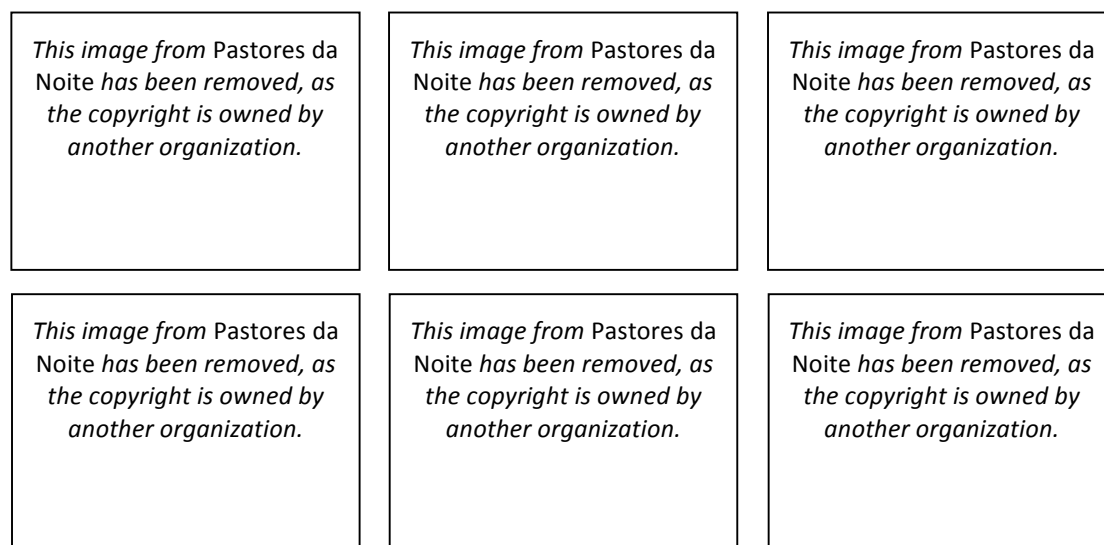 This image from Pastores da
Noite has been removed, as
the copyright is owned by
another organization.
This image from Pastores da
Noite has been removed, as
the copyright is owned by
another organization.
This image from Pastores da
Noite has been removed, as
the copyright is owned by
another organization.
This image from Pastores da
Noite has been removed, as
the copyright is owned by
another organization.
This image from Pastores da
Noite has been removed, as
the copyright is owned by
another organization.
This image from Pastores da
Noite has been removed, as
the copyright is owned by
another organization.